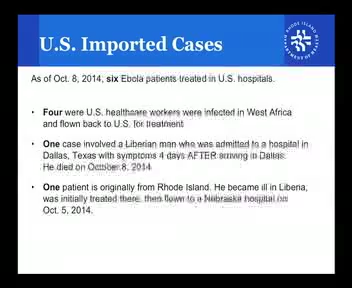 U.S. Imported Cases
As of Oct. 8, 2014, six Ebola patients treated in U.S. hospitals.
• Four were U.S. healthcare workers were infected in West Africa
and flown back to U.S. for treatment
• One case involved a Liberian man who was admitted to a hospital in
Dallas, Texas with symptoms 4 days AFTER arriving in Dallas.
He died on October 8, 2014
• One patient is originally from Rhode Island. He became ill in Liberia,
was initially treated there, then flown to a Nebraska hospital on
Oct. 5, 2014.